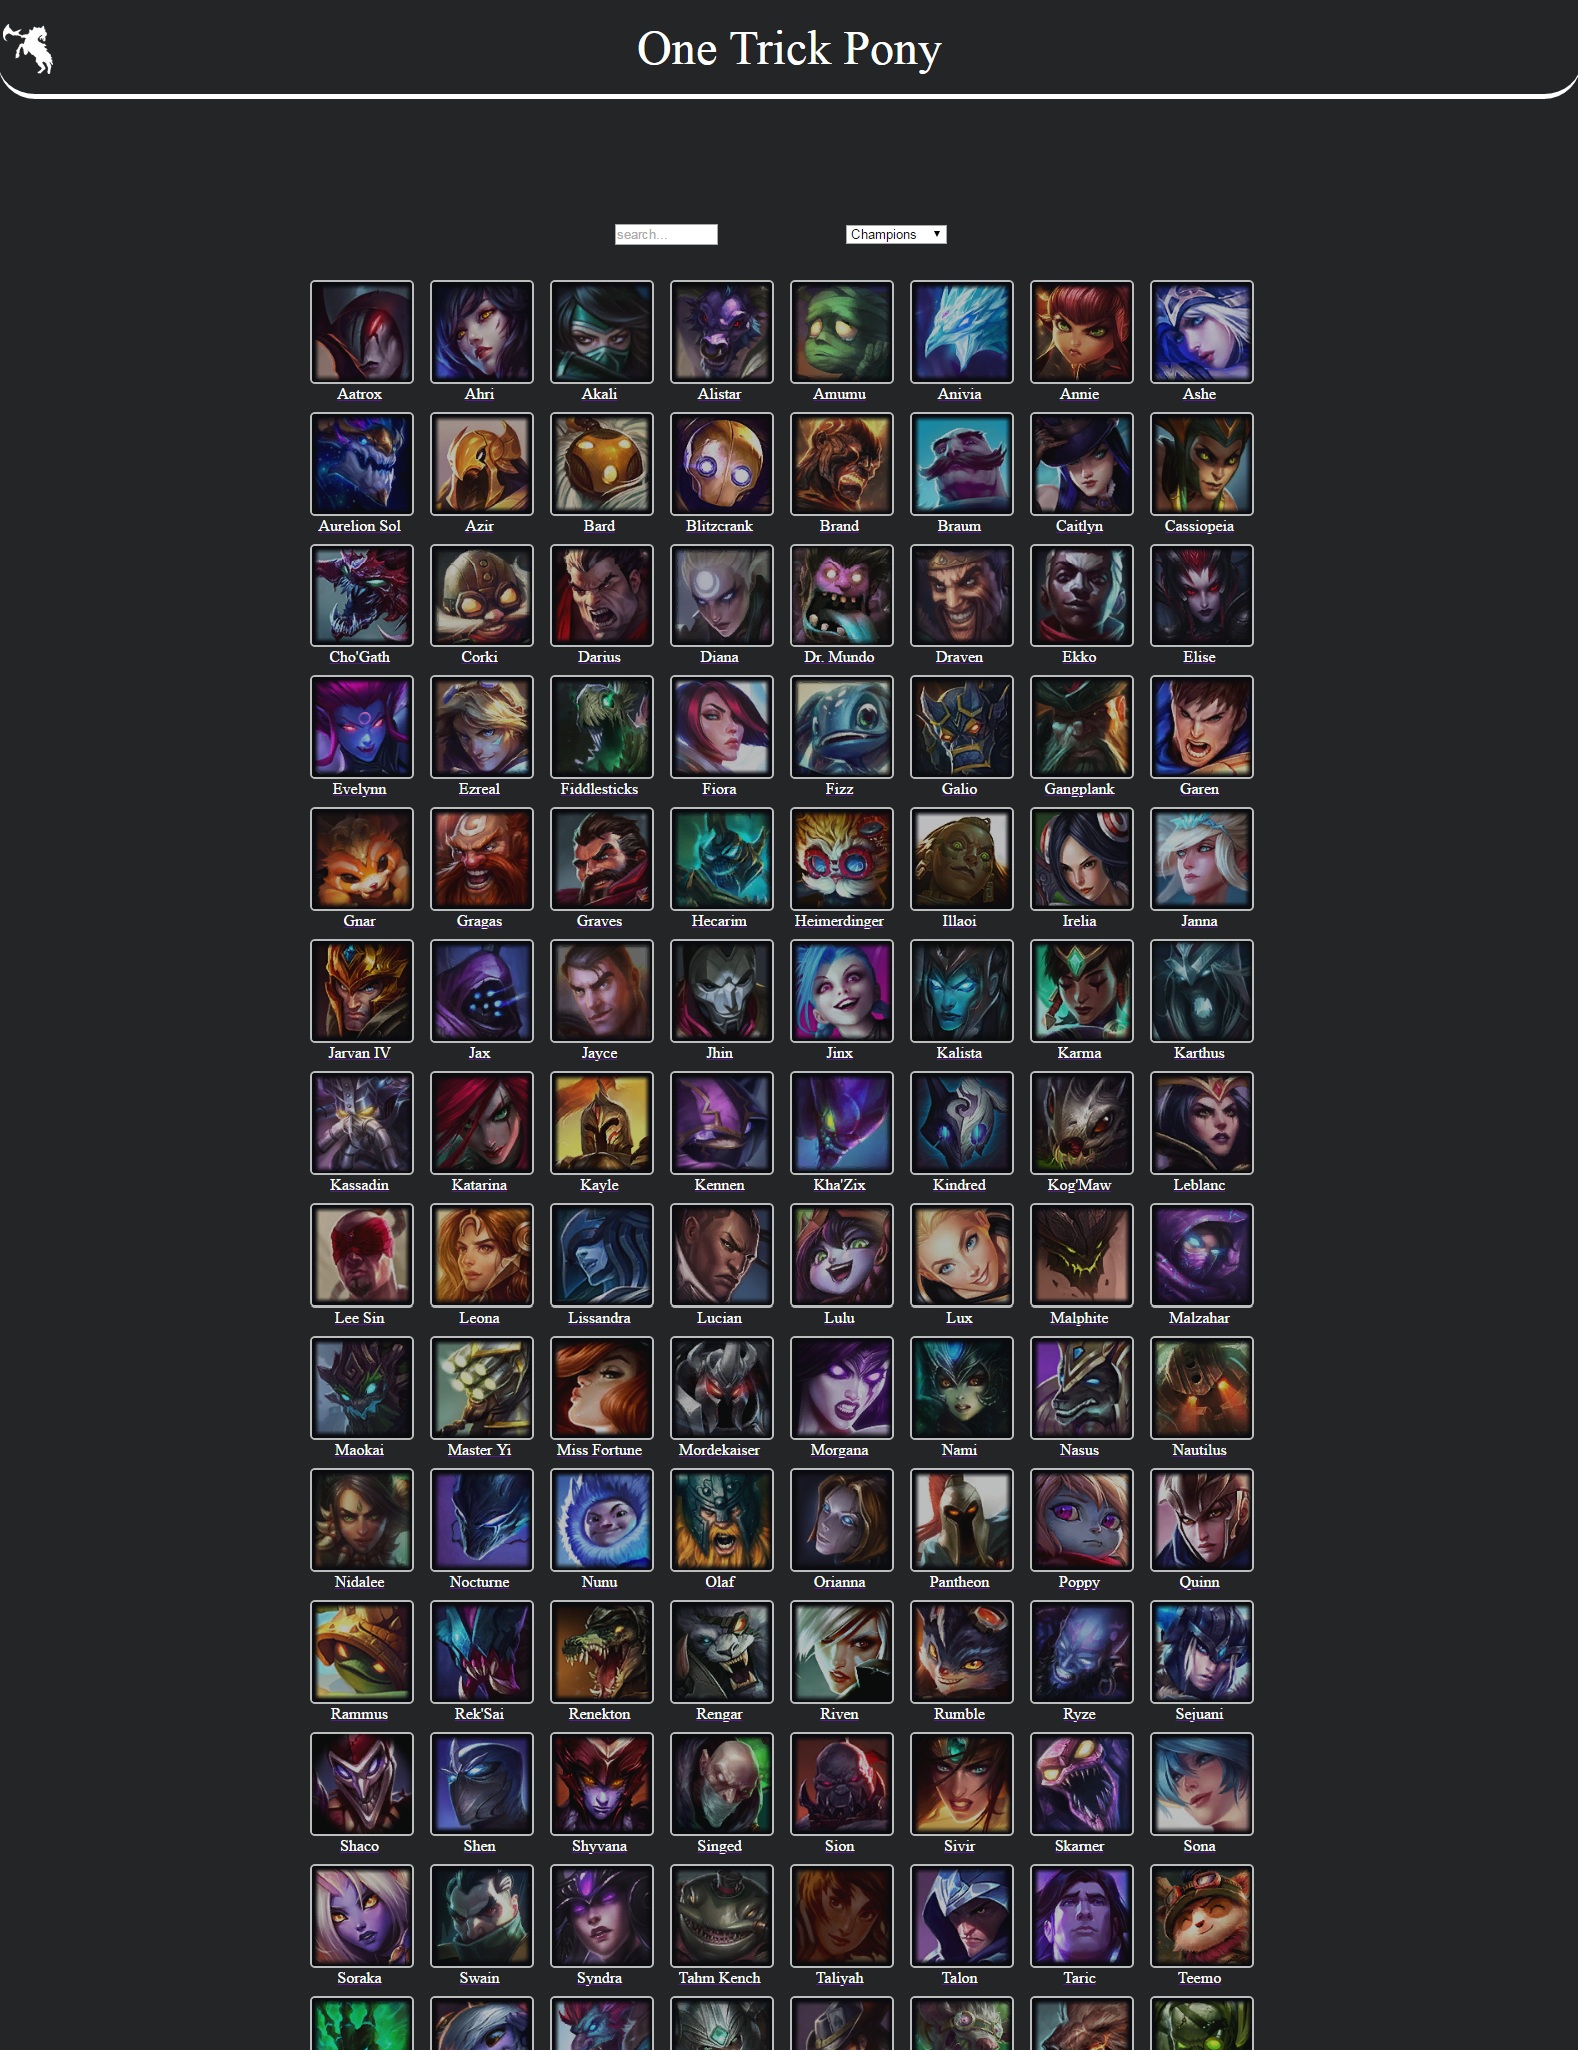 One Trick Pony
search...
Champions
Aatrox Ahri Akali Alistar Amumu Anivia Annie Ashe
Aurelion Sol Azir Bard Blitzcrank Brand Braum Caitlyn Cassiopeia
Cho'Gath Corki Darius Diana Dr. Mundo Draven Ekko Elise
Evelynn Ezreal Fiddlesticks Fiora Fizz Galio Gangplank Garen
Gnar Gragas Graves Hecarim Heimerdinger Illaoi Irelia Janna
Jarvan IV Jax Jayce Jhin Jinx Kalista Karma Karthus
Kassadin Katarina Kayle Kennen Kha'Zix Kindred Kog'Maw Leblanc
Lee Sin Leona Lissandra Lucian Lulu Lux Malphite Malzahar
Maokai Master Yi Miss Fortune Mordekaiser Morgana Nami Nasus Nautilus
Nidalee Nocturne Nunu Olaf Orianna Pantheon Poppy Quinn
Rammus Rek'Sai Renekton Rengar Riven Rumble Ryze Sejuani
Shaco Shen Shyvana Singed Sion Sivir Skarner Sona
Soraka Swain Syndra Tahm Kench Taliyah Talon Taric Teemo